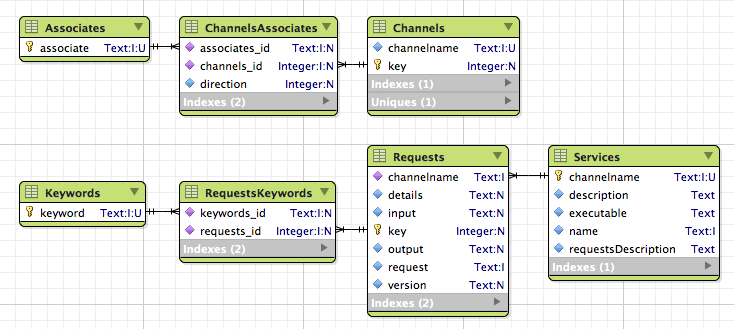 Associates
associate Text:I:U
ChannelsAssociates
associates_id Text:I:N
channels_id Integer:I:N
direction Integer:N
Indexes (2)
Channels
channelname Text:I:U
key Integer:N
Indexes (1)
Uniques (1)
Keywords
keyword Text:I:U
RequestsKeywords
keywords_id Text:I:N
requests_id Integer:I:N
Indexes (2)
Requests
channelname Text:I
details Text:N
input Text:N
key Integer:N
output Text:N
request Text:I
version Text:N
Indexes (2)
Services
channelname Text:I:U
description Text
executable Text
name Text:I
requestsDescription Text
Indexes (1)